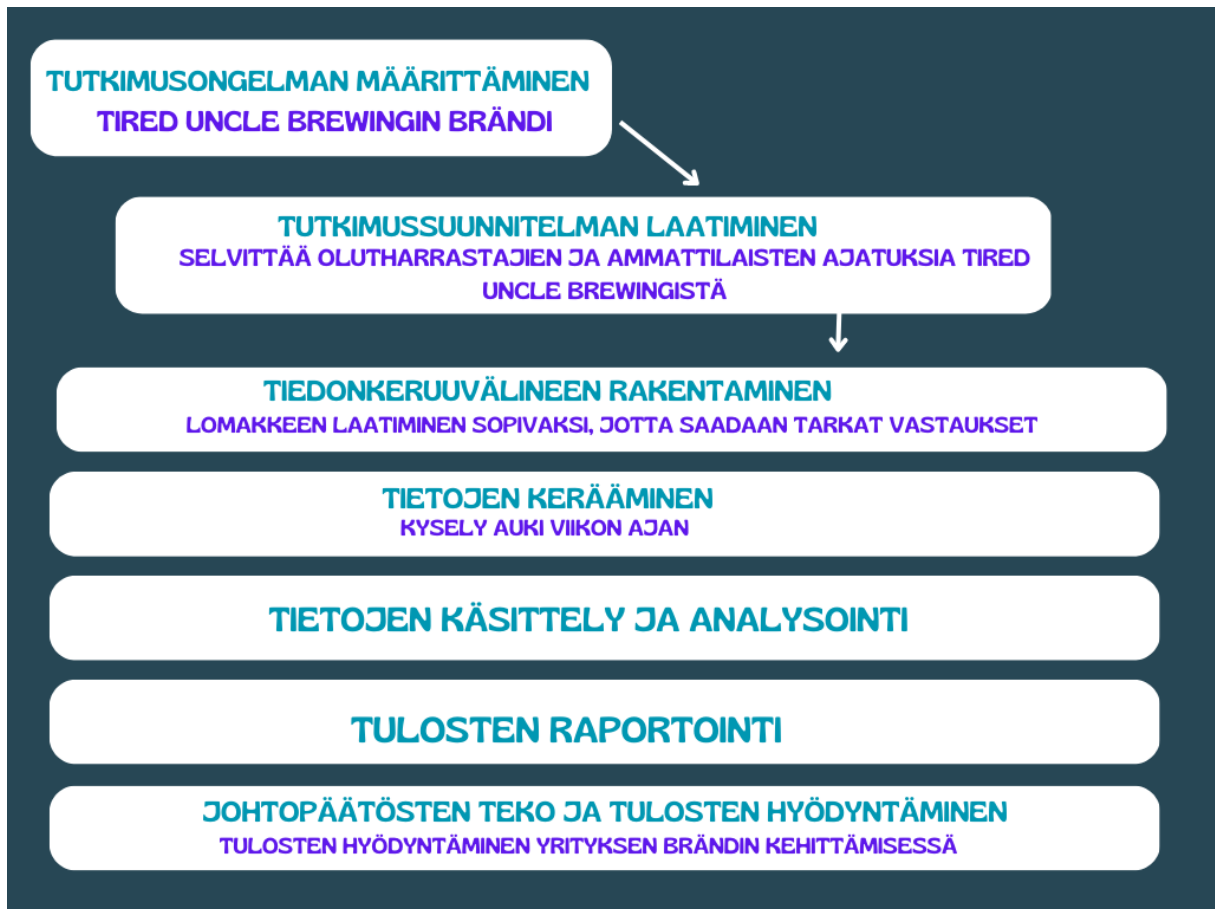 TUTKIMUSONGELMAN MÄÄRITTÄMINEN
TIRED UNCLE BREWINGIN BRÄNDI
TUTKIMUSSUUNNITELMAN LAATIMINEN
SELVITTÄÄ OLUTHARRASTAJIEN JA AMMATTILAISTEN AJATUKSIA TIRED
UNCLE BREWINGISTÄ
TIEDONKERUUVÄLINEEN RAKENTAMINEN
LOMAKKEEN LAATIMINEN SOPIVAKSI, JOTTA SAADAAN TARKAT VASTAUKSET
TIETOJEN KERÄÄMINEN
KYSELY AUKI VIIKON AJAN
TIETOJEN KÄSITTELY JA ANALYSOINTI
TULOSTEN RAPORTOINTI
JOHTOPÄÄTÖSTEN TEKO JA TULOSTEN HYÖDYNTÄMINEN
TULOSTEN HYÖDYNTÄMINEN YRITYKSEN BRÄNDIN KEHITTÄMISESSÄ